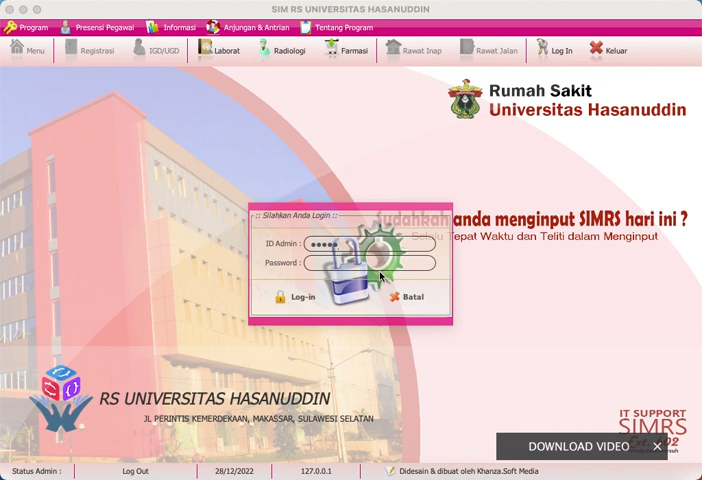 SIM RS UNIVERSITAS HASANUDDIN
Program Presensi Pegawai Informasi Anjungan & Antrian Tentang Program
Menu Registrasi IGD/UGD Laborat Radiologi Farmasi Rawat Inap Rawat Jalan Log In Keluar
Rumah Sakit
Universitas Hasanuddin
Sudahkah anda menginput SIMRS hari ini ?
Selalu Tepat Waktu dan Teliti dalam Menginput
:: Silahkan Anda Login ::
ID Admin : ●●●●●
Password :
Log-in Batal
RS UNIVERSITAS HASANUDDIN
JL PERINTIS KEMERDEKAAN, MAKASSAR, SULAWESI SELATAN
IT SUPPORT
SIMRS
DOWNLOAD VIDEO
Status Admin : Log Out 28/12/2022 127.0.0.1 Didesain & dibuat oleh Khanza.Soft Media